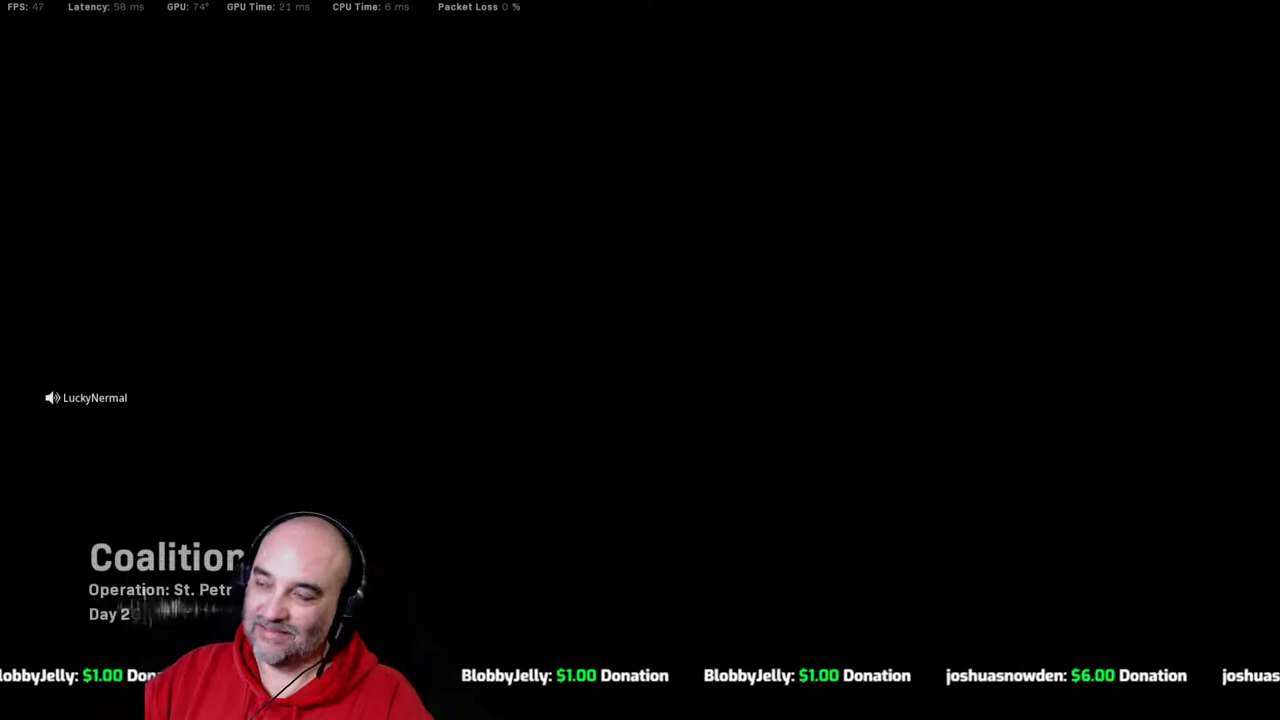 FPS: 47 Latency: 58 ms GPU: 74° GPU Time: 21 ms CPU Time: 6 ms Packet Loss 0 %
LuckyNermal
Coalition
Operation: St. Petr
Day 2
lobbyJelly: $1.00 Don BlobbyJelly: $1.00 Donation BlobbyJelly: $1.00 Donation joshuasnowden: $6.00 Donation joshuas